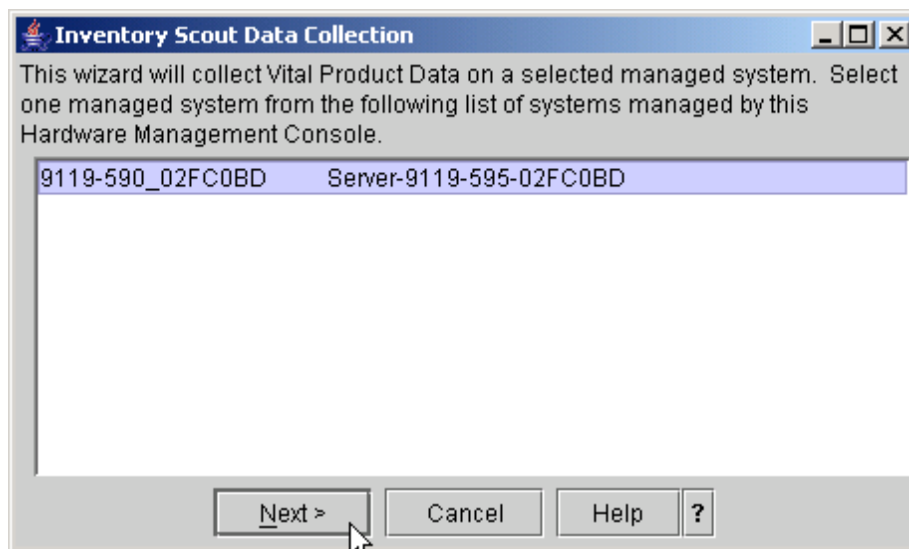 Inventory Scout Data Collection
This wizard will collect Vital Product Data on a selected managed system. Select
one managed system from the following list of systems managed by this
Hardware Management Console.
9119-590_02FC0BD Server-9119-595-02FC0BD
Next > Cancel Help ?